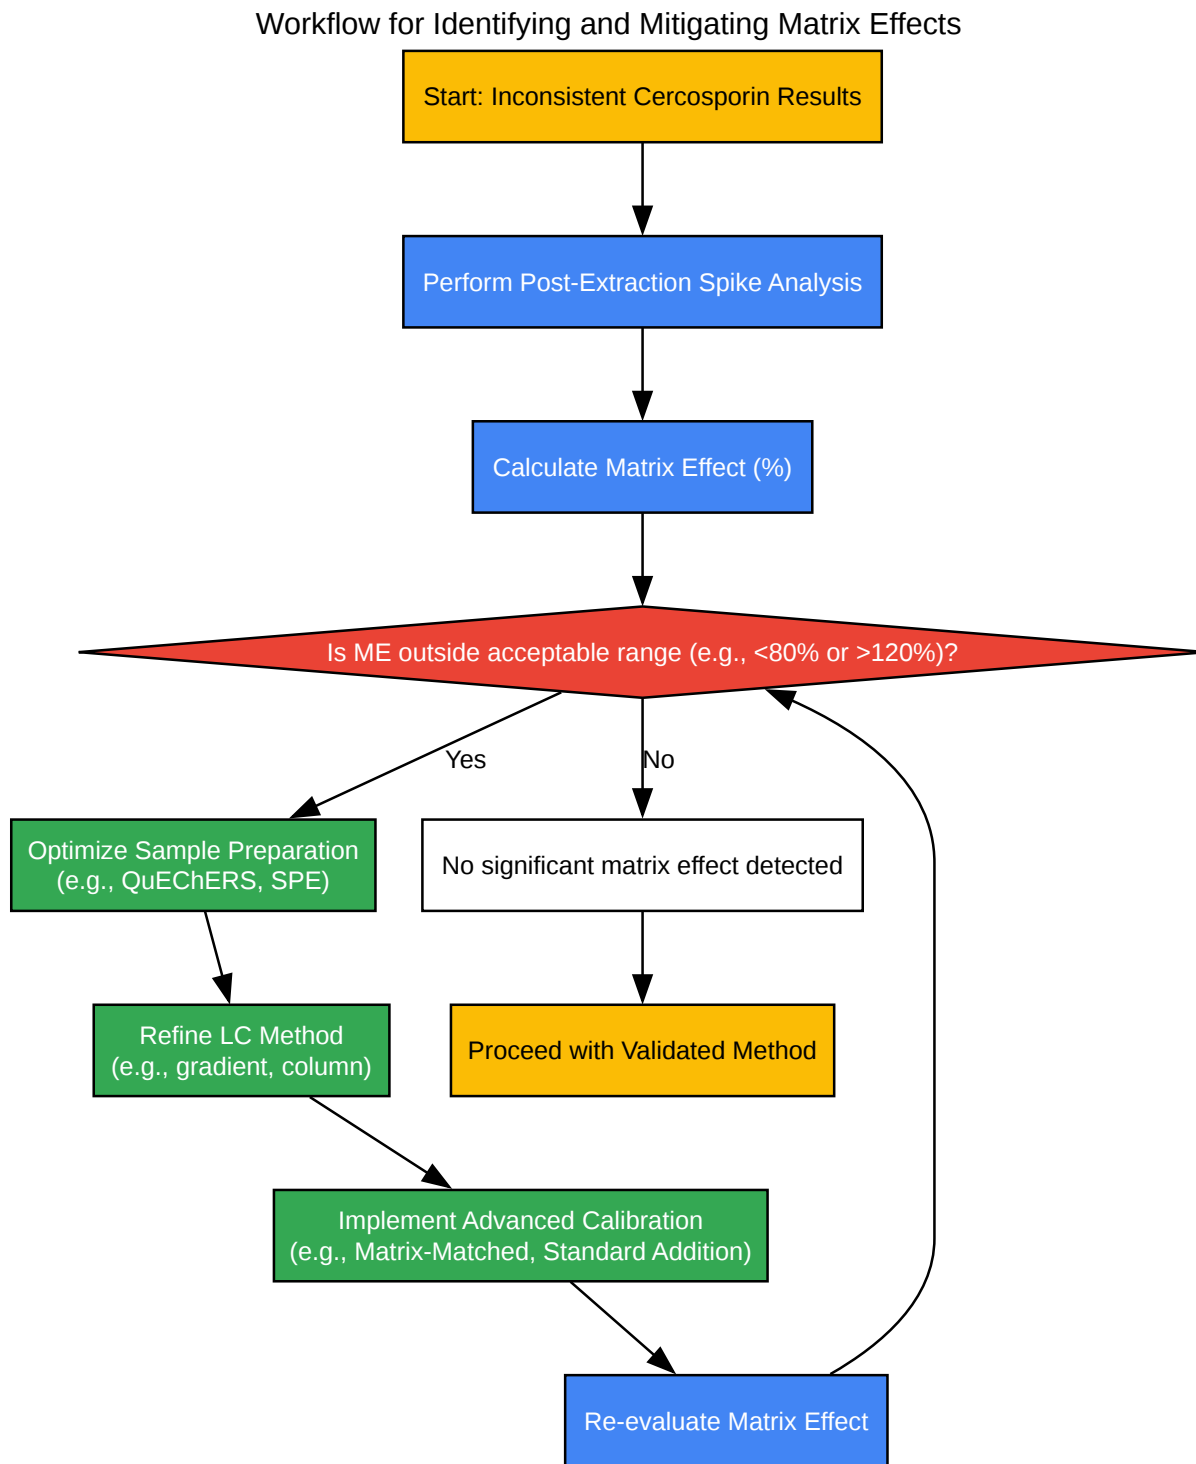 Workflow for Identifying and Mitigating Matrix Effects
Start: Inconsistent Cercosporin Results
Perform Post-Extraction Spike Analysis
Calculate Matrix Effect (%)
Is ME outside acceptable range (e.g., <80% or >120%)?
Yes
No
Optimize Sample Preparation
(e.g., QuEChERS, SPE)
No significant matrix effect detected
Refine LC Method
(e.g., gradient, column)
Proceed with Validated Method
Implement Advanced Calibration
(e.g., Matrix-Matched, Standard Addition)
Re-evaluate Matrix Effect